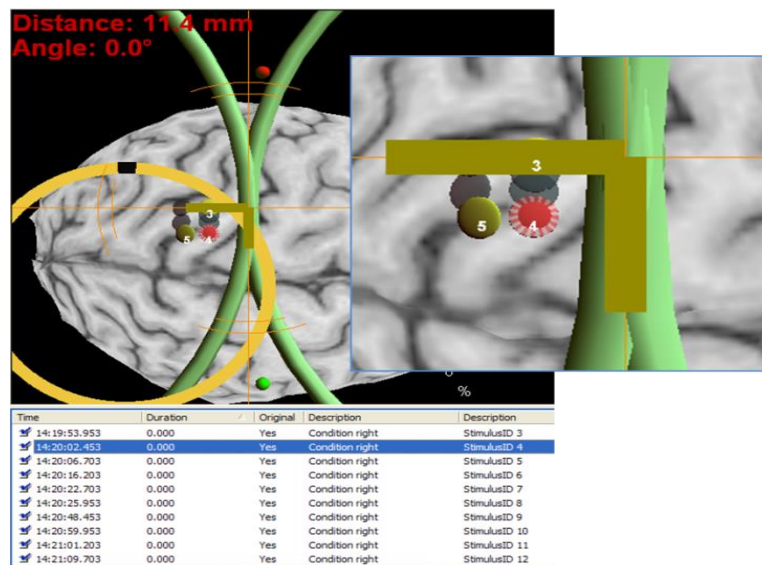 Distance: 11.4 mm
Angle: 0.0°
3
5 4
3
5 4
%
Time Duration Original Description Description
14:19:53.953 0.000 Yes Condition right StimulusID 3
14:20:02.453 0.000 Yes Condition right StimulusID 4
14:20:06.703 0.000 Yes Condition right StimulusID 5
14:20:16.203 0.000 Yes Condition right StimulusID 6
14:20:22.703 0.000 Yes Condition right StimulusID 7
14:20:25.953 0.000 Yes Condition right StimulusID 8
14:20:48.453 0.000 Yes Condition right StimulusID 9
14:20:59.953 0.000 Yes Condition right StimulusID 10
14:21:01.203 0.000 Yes Condition right StimulusID 11
14:21:09.703 0.000 Yes Condition right StimulusID 12